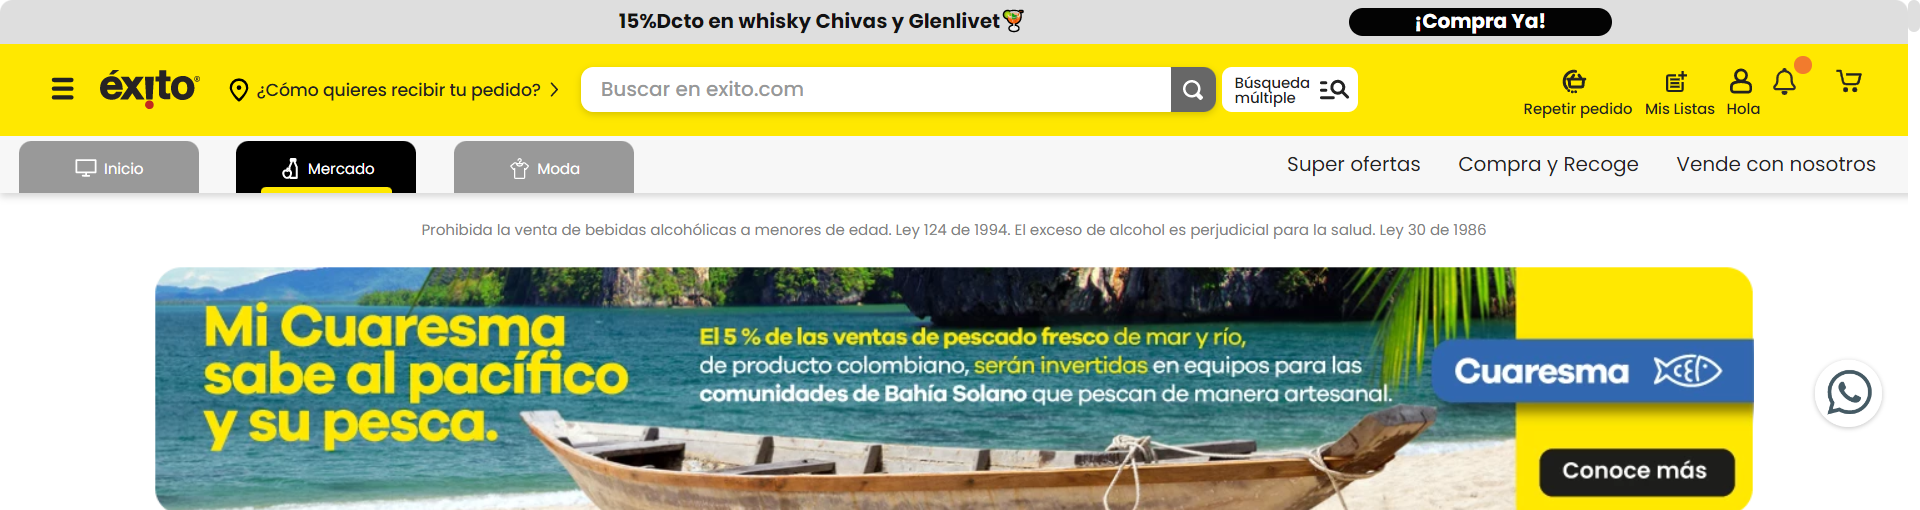 15%Dcto en whisky Chivas y Glenlivet
¡Compra Ya!
éxito®
¿Cómo quieres recibir tu pedido?
Buscar en exito.com
Búsqueda
múltiple
Repetir pedido
Mis Listas
Hola
Inicio
Mercado
Moda
Super ofertas
Compra y Recoge
Vende con nosotros
Prohibida la venta de bebidas alcohólicas a menores de edad. Ley 124 de 1994. El exceso de alcohol es perjudicial para la salud. Ley 30 de 1986
Mi Cuaresma
sabe al pacífico
y su pesca.
El 5 % de las ventas de pescado fresco de mar y río,
de producto colombiano, serán invertidas en equipos para las
comunidades de Bahía Solano que pescan de manera artesanal.
Cuaresma
Conoce más